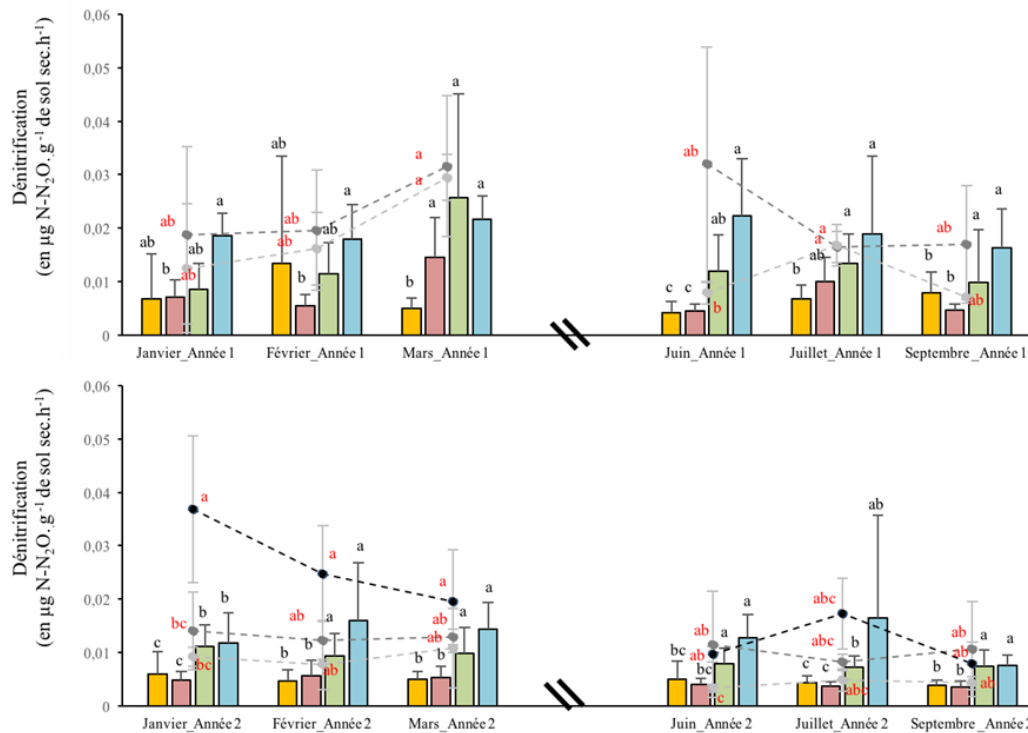 Dénitrification
(en µg N-N₂O. g⁻¹ de sol sec.h⁻¹)
0,06
0,05
0,04
0,03
0,02
0,01
0
ab b ab a
ab
ab
ab b ab a
ab
ab
b a a a
a
a
c c ab a
ab
b
b ab a a
a
a
b b a a
ab
ab
Janvier_Année 1
Février_Année 1
Mars_Année 1
Juin_Année 1
Juillet_Année 1
Septembre_Année 1
Dénitrification
(en µg N-N₂O. g⁻¹ de sol sec.h⁻¹)
0,06
0,05
0,04
0,03
0,02
0,01
0
c c b b
a
bc
bc
b b a a
a
ab
ab
b b a a
a
ab
ab
bc bc ab a
ab
ab
c
c c b ab
abc
abc
abc
b b a a
ab
ab
ab
Janvier_Année 2
Février_Année 2
Mars_Année 2
Juin_Année 2
Juillet_Année 2
Septembre_Année 2